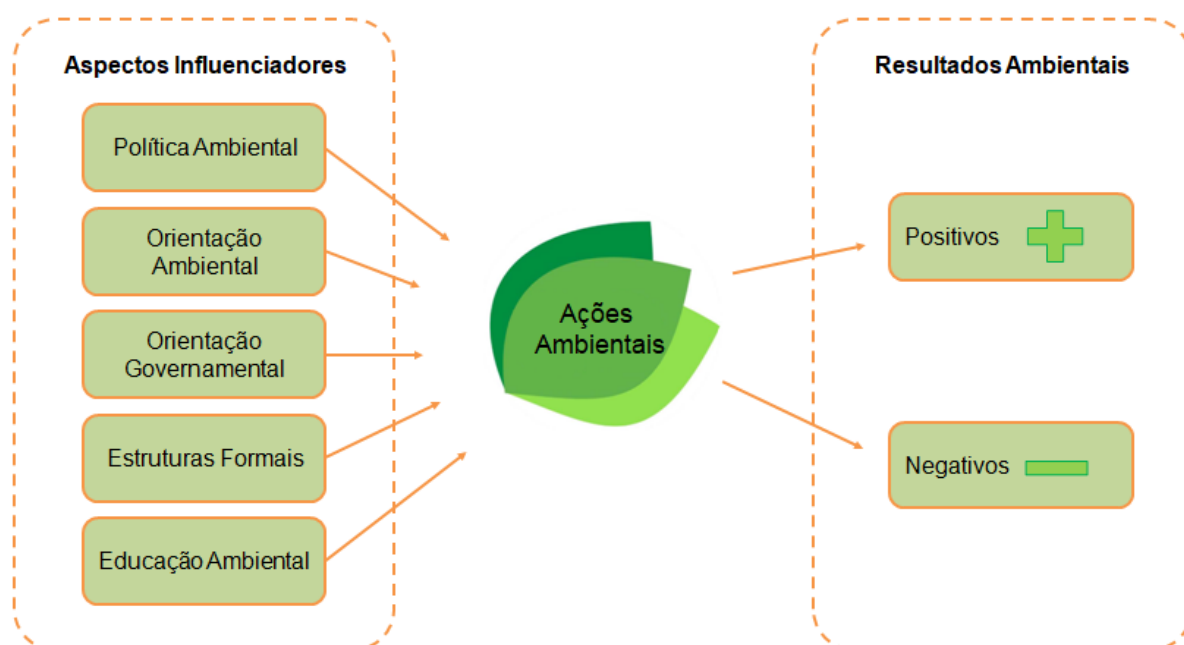 Aspectos Influenciadores
Política Ambiental
Orientação
Ambiental
Orientação
Governamental
Estruturas Formais
Educação Ambiental
Ações
Ambientais
Resultados Ambientais
Positivos
Negativos